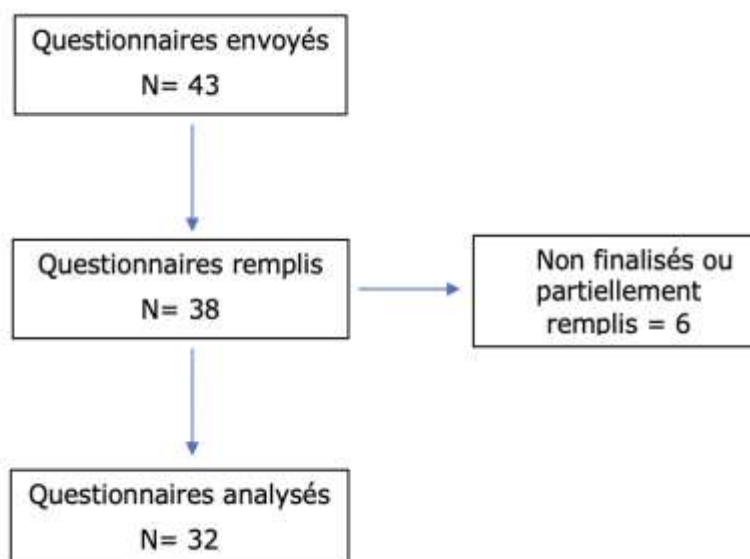 Questionnaires envoyés
N= 43
Questionnaires remplis
N= 38
Non finalisés ou
partiellement
remplis = 6
Questionnaires analysés
N= 32